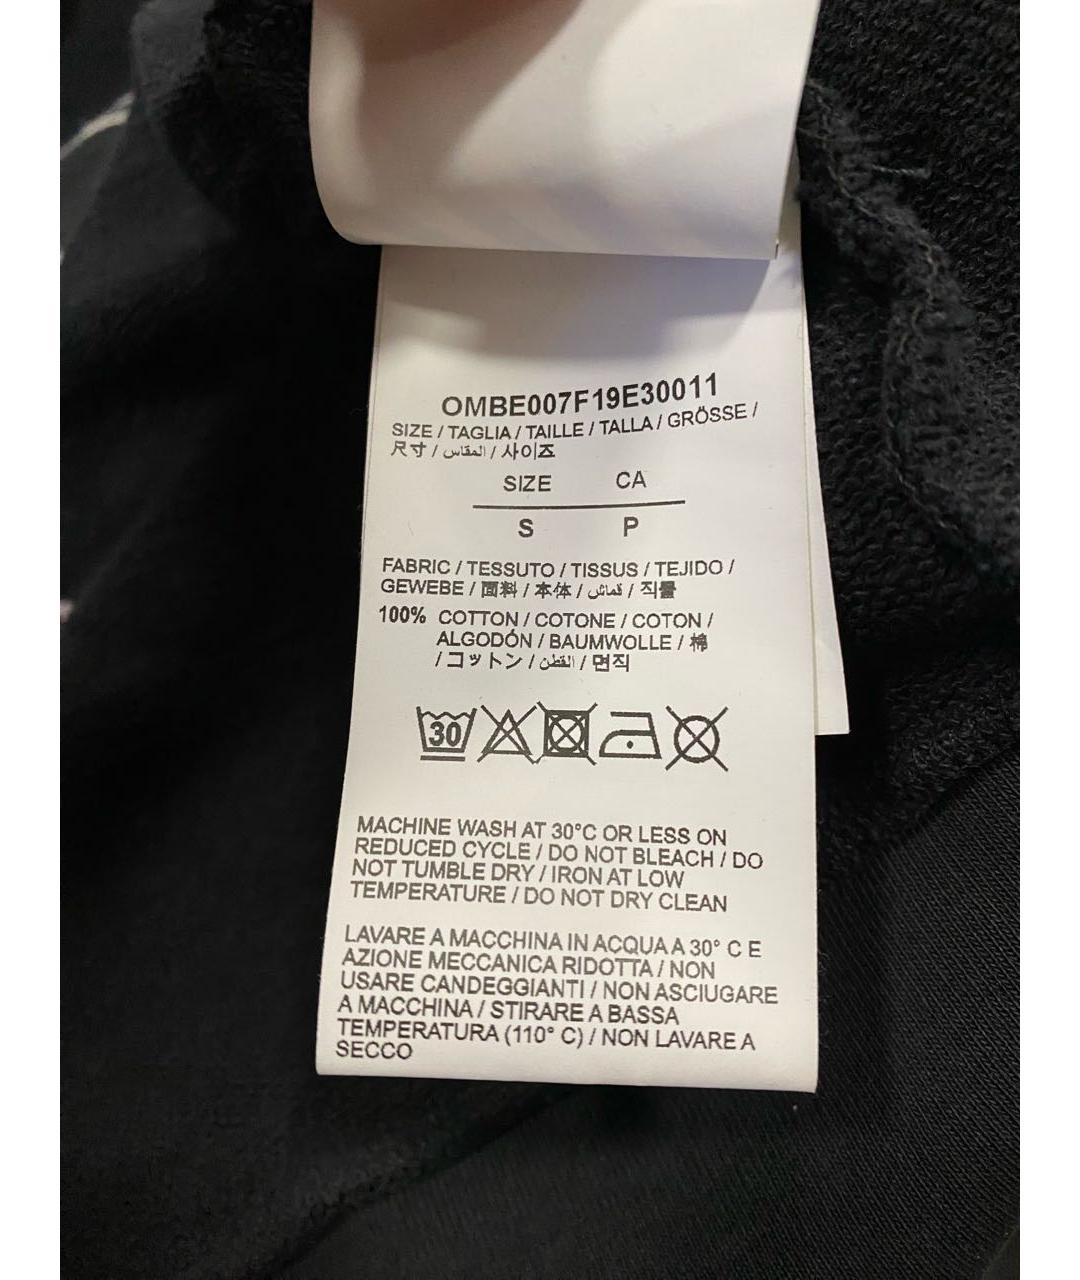 OMBE007F19E30011
SIZE / TAGLIA / TAILLE / TALLA / GRÖSSE /
尺寸 / المقاس / 사이즈
SIZE CA
S P
FABRIC / TESSUTO / TISSUS / TEJIDO /
GEWEBE / 面料 / 本体 / قماش / 직물
100% COTTON / COTONE / COTON /
ALGODÓN / BAUMWOLLE / 棉
/ コットン / القطن / 면직
30
MACHINE WASH AT 30°C OR LESS ON
REDUCED CYCLE / DO NOT BLEACH / DO
NOT TUMBLE DRY / IRON AT LOW
TEMPERATURE / DO NOT DRY CLEAN
LAVARE A MACCHINA IN ACQUA A 30° C E
AZIONE MECCANICA RIDOTTA / NON
USARE CANDEGGIANTI / NON ASCIUGARE
A MACCHINA / STIRARE A BASSA
TEMPERATURA (110° C) / NON LAVARE A
SECCO